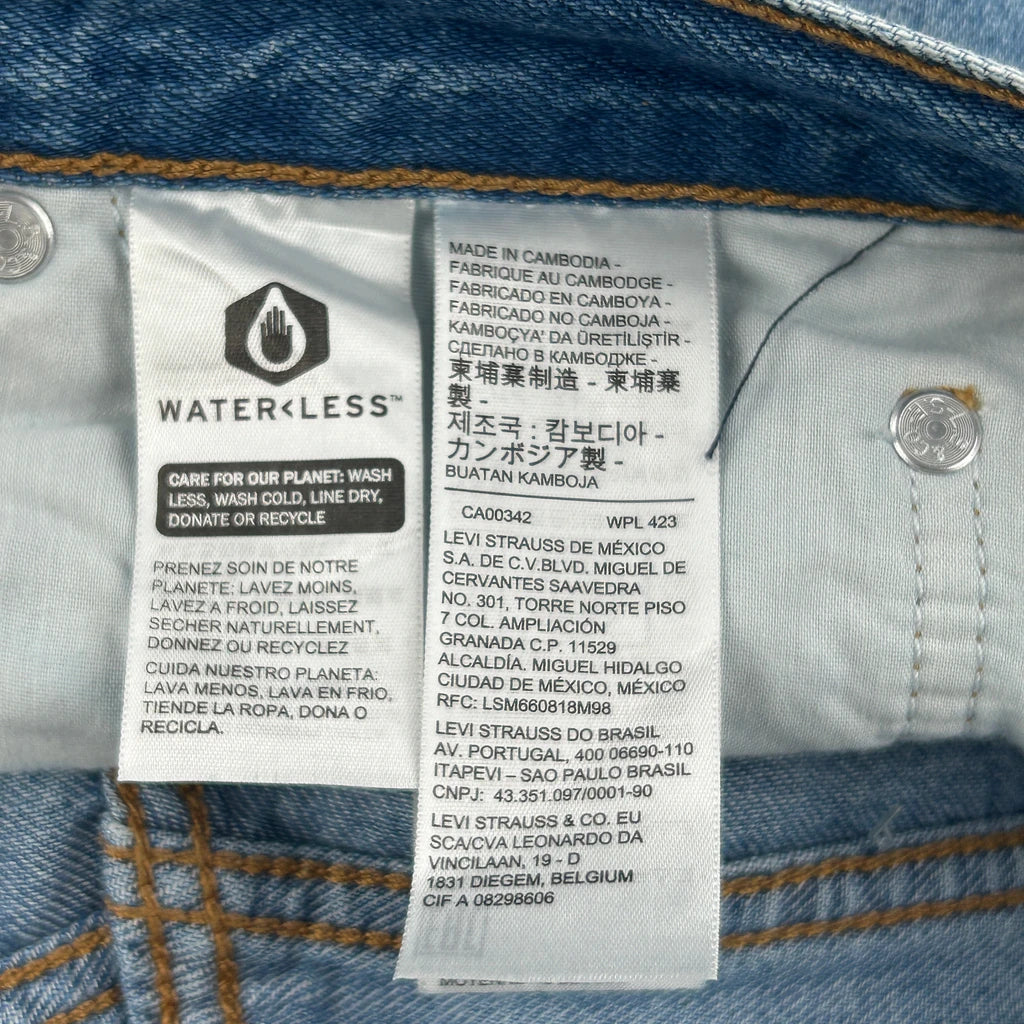 WATER<LESS™
CARE FOR OUR PLANET: WASH
LESS, WASH COLD, LINE DRY,
DONATE OR RECYCLE
PRENEZ SOIN DE NOTRE
PLANETE: LAVEZ MOINS,
LAVEZ A FROID, LAISSEZ
SECHER NATURELLEMENT,
DONNEZ OU RECYCLEZ
CUIDA NUESTRO PLANETA:
LAVA MENOS, LAVA EN FRIO,
TIENDE LA ROPA, DONA O
RECICLA.
MADE IN CAMBODIA -
FABRIQUE AU CAMBODGE -
FABRICADO EN CAMBOYA -
FABRICADO NO CAMBOJA -
KAMBOÇYA' DA ÜRETİLİŞTİR -
СДЕЛАНО В КАМБОДЖЕ -
柬埔寨制造 - 柬埔寨
製 -
제조국 : 캄보디아 -
カンボジア製 -
BUATAN KAMBOJA
CA00342 WPL 423
LEVI STRAUSS DE MÉXICO
S.A. DE C.V.BLVD. MIGUEL DE
CERVANTES SAAVEDRA
NO. 301, TORRE NORTE PISO
7 COL. AMPLIACIÓN
GRANADA C.P. 11529
ALCALDÍA. MIGUEL HIDALGO
CIUDAD DE MÉXICO, MÉXICO
RFC: LSM660818M98
LEVI STRAUSS DO BRASIL
AV. PORTUGAL, 400 06690-110
ITAPEVI – SAO PAULO BRASIL
CNPJ: 43.351.097/0001-90
LEVI STRAUSS & CO. EU
SCA/CVA LEONARDO DA
VINCILAAN, 19 - D
1831 DIEGEM, BELGIUM
CIF A 08298606